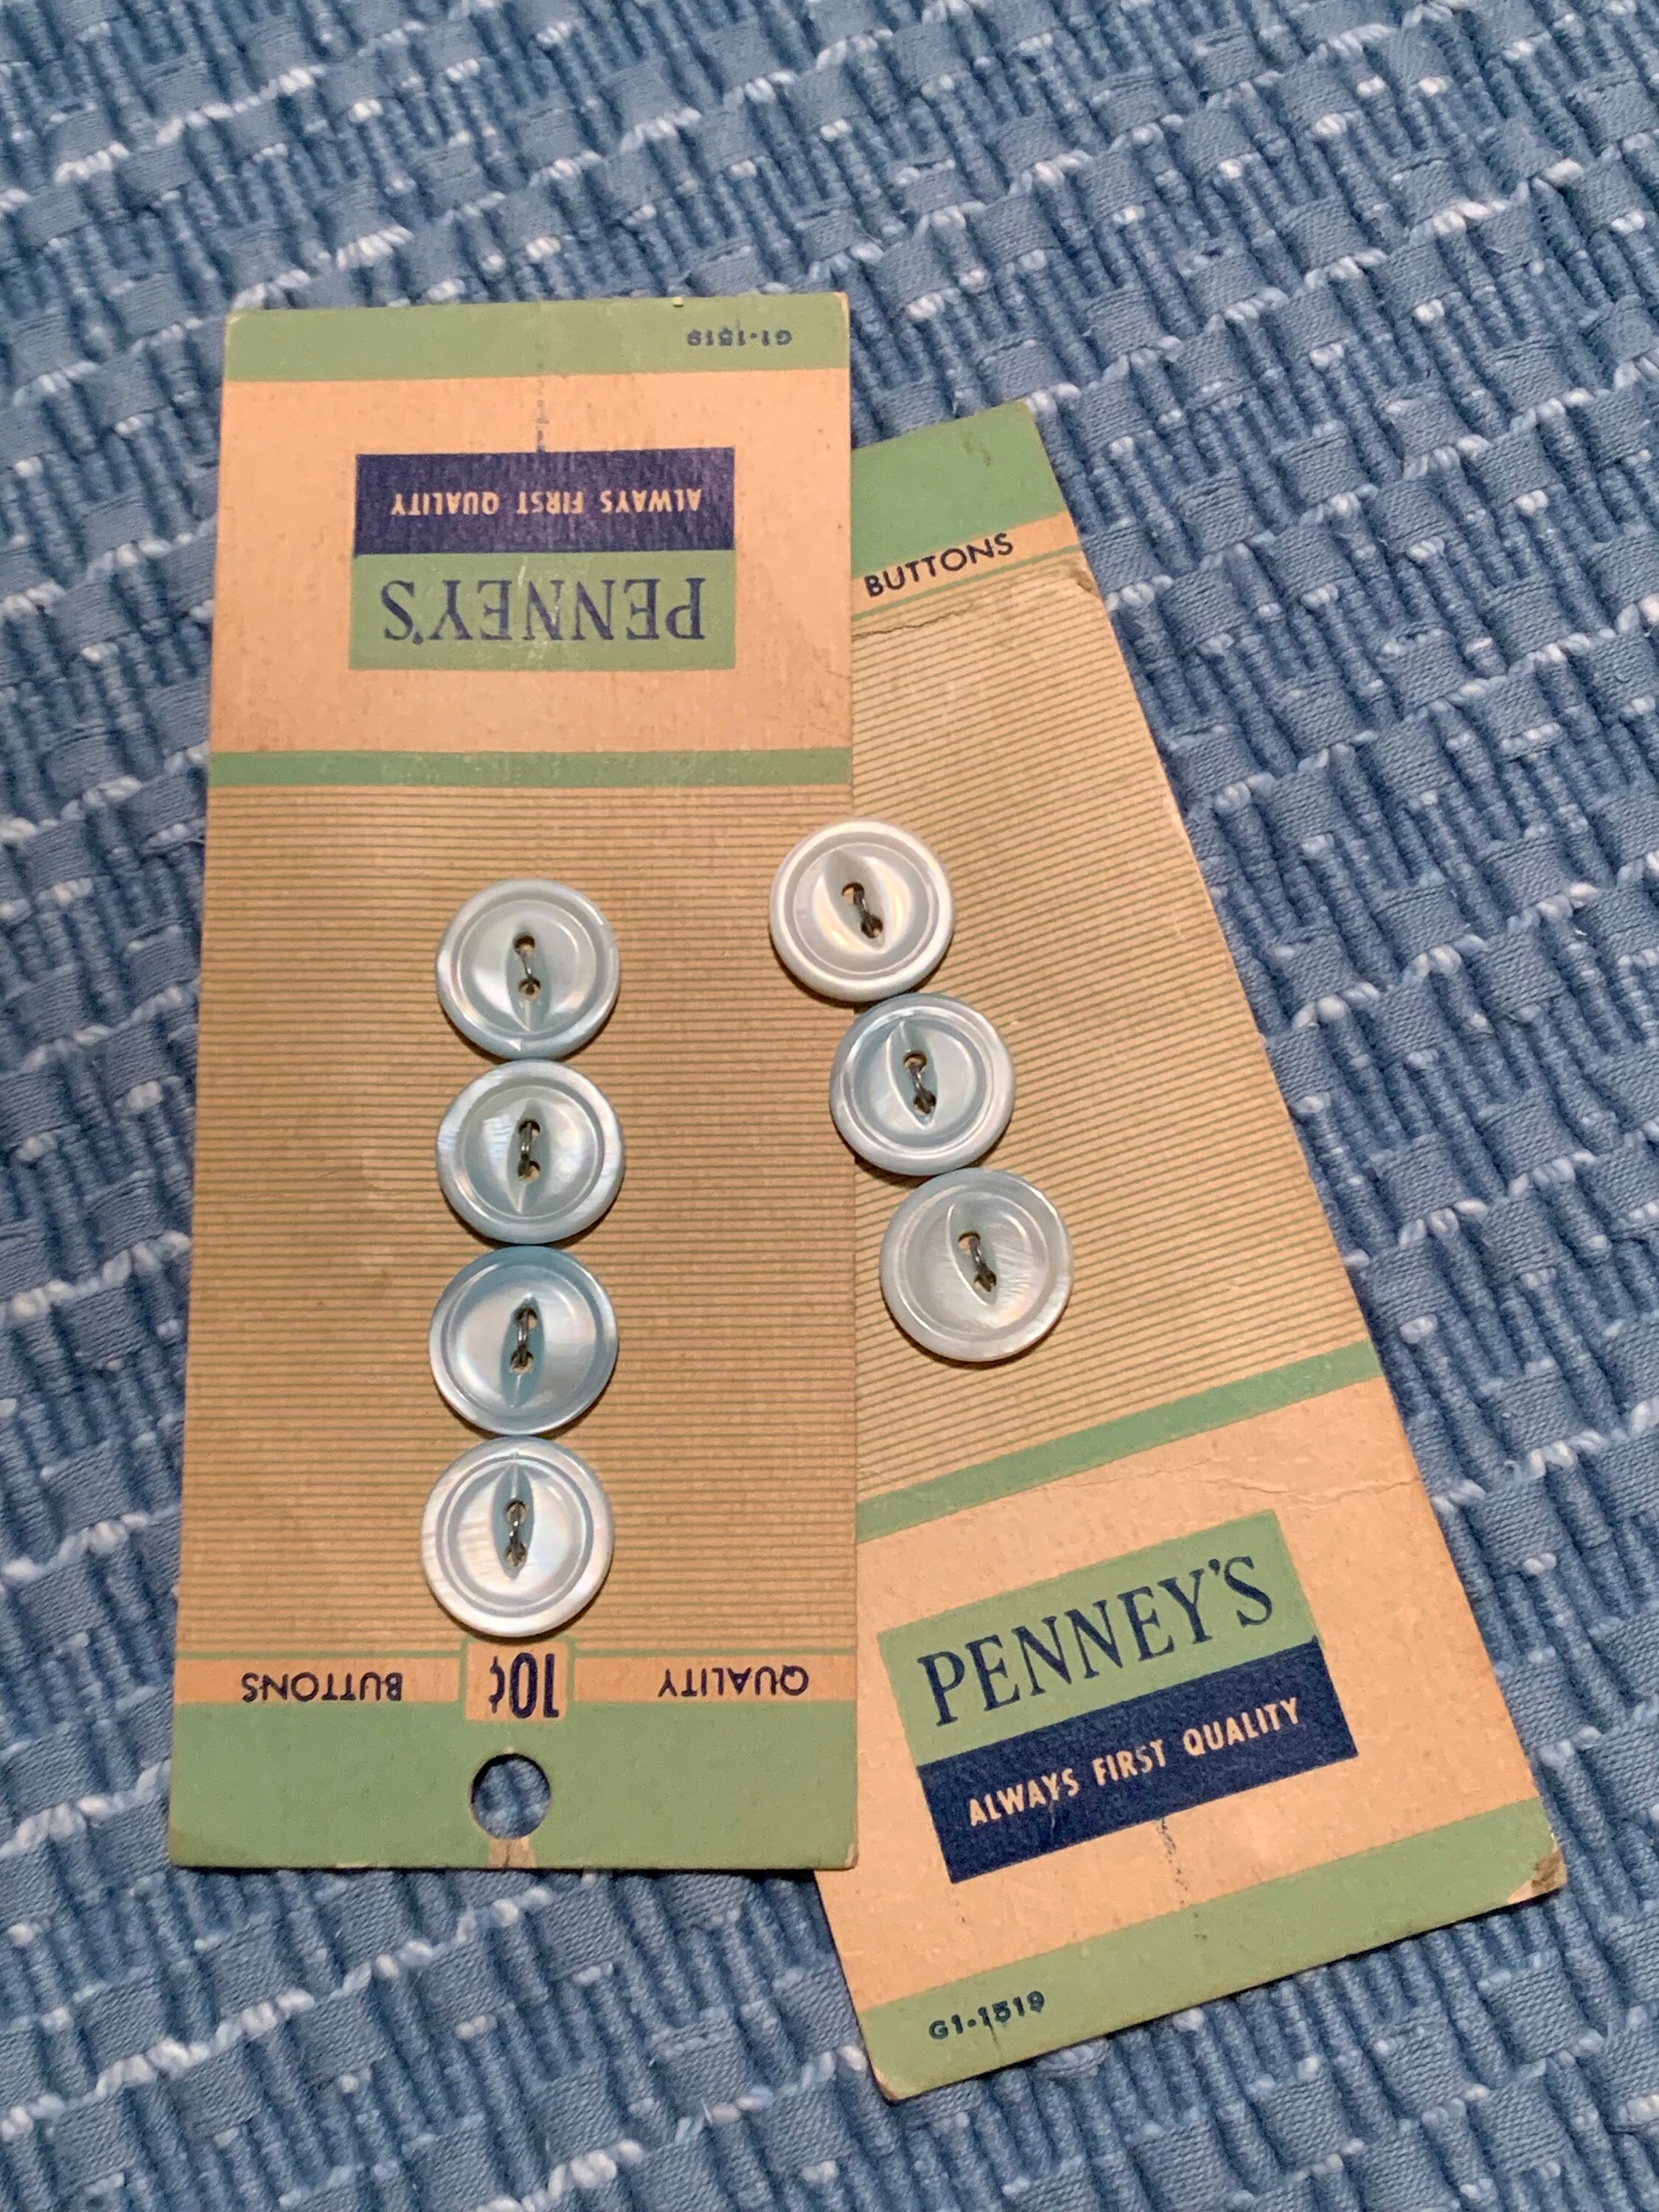 QUALITY 10¢ BUTTONS
PENNEY'S
ALWAYS FIRST QUALITY
G1-1519
BUTTONS
PENNEY'S
ALWAYS FIRST QUALITY
G1-1519